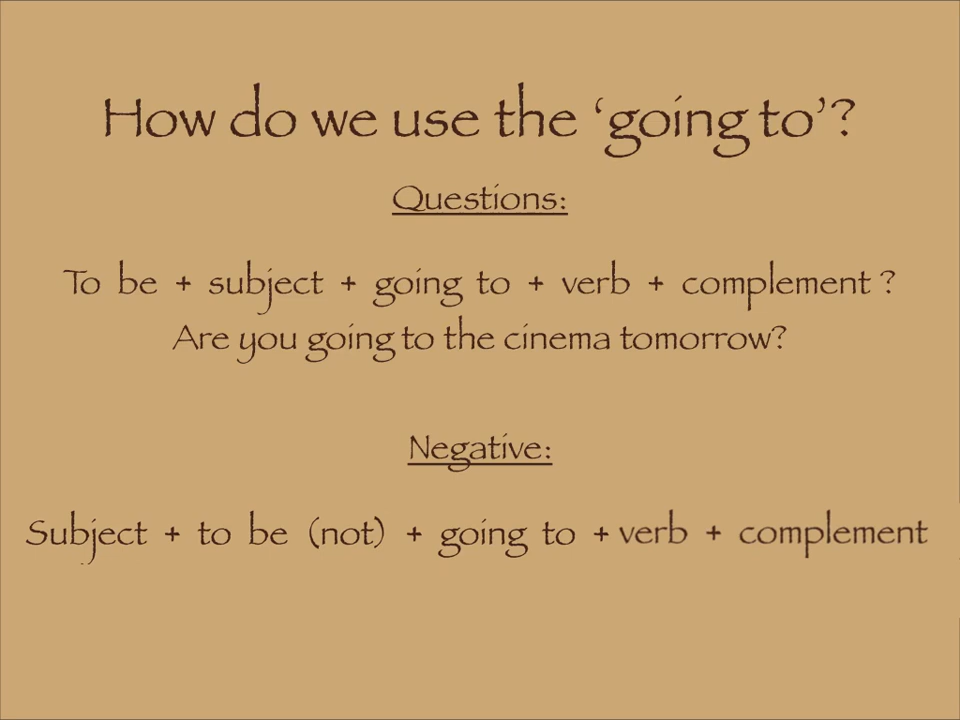 How do we use the ‘going to’?
Questions:
To be + subject + going to + verb + complement ?
Are you going to the cinema tomorrow?
Negative:
Subject + to be (not) + going to + verb + complement